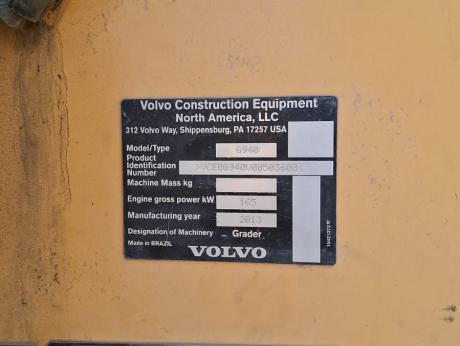 Volvo Construction Equipment
North America, LLC
312 Volvo Way, Shippensburg, PA 17257 USA
Model/Type G940
Product
Identification >VCE0G940V00503608<
Number
Machine Mass kg
Engine gross power kW 165
Manufacturing year 2013
Designation of Machinery Grader
Made in BRAZIL VOLVO